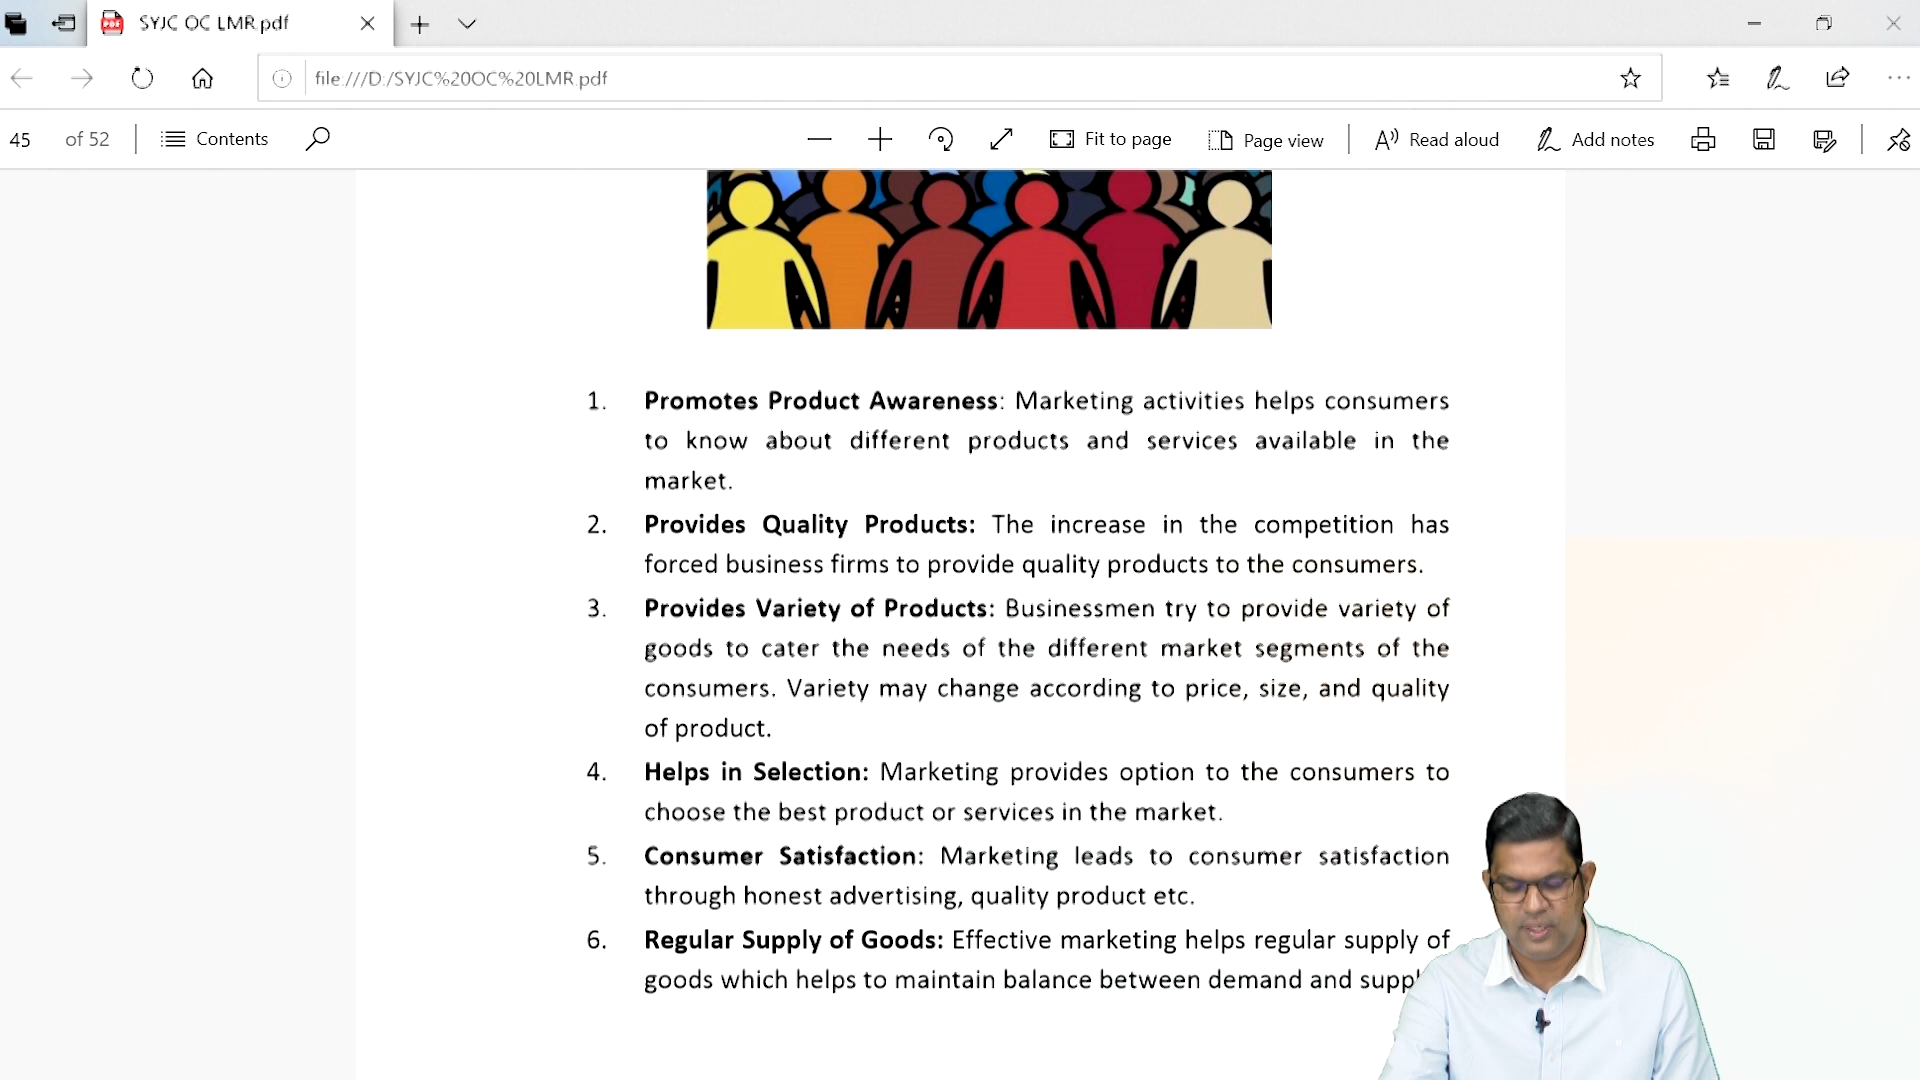 SYJC OC LMR.pdf
file:///D:/SYJC%20OC%20LMR.pdf
45 of 52 Contents Fit to page Page view Read aloud Add notes
1. Promotes Product Awareness: Marketing activities helps consumers
to know about different products and services available in the
market.
2. Provides Quality Products: The increase in the competition has
forced business firms to provide quality products to the consumers.
3. Provides Variety of Products: Businessmen try to provide variety of
goods to cater the needs of the different market segments of the
consumers. Variety may change according to price, size, and quality
of product.
4. Helps in Selection: Marketing provides option to the consumers to
choose the best product or services in the market.
5. Consumer Satisfaction: Marketing leads to consumer satisfaction
through honest advertising, quality product etc.
6. Regular Supply of Goods: Effective marketing helps regular supply of
goods which helps to maintain balance between demand and